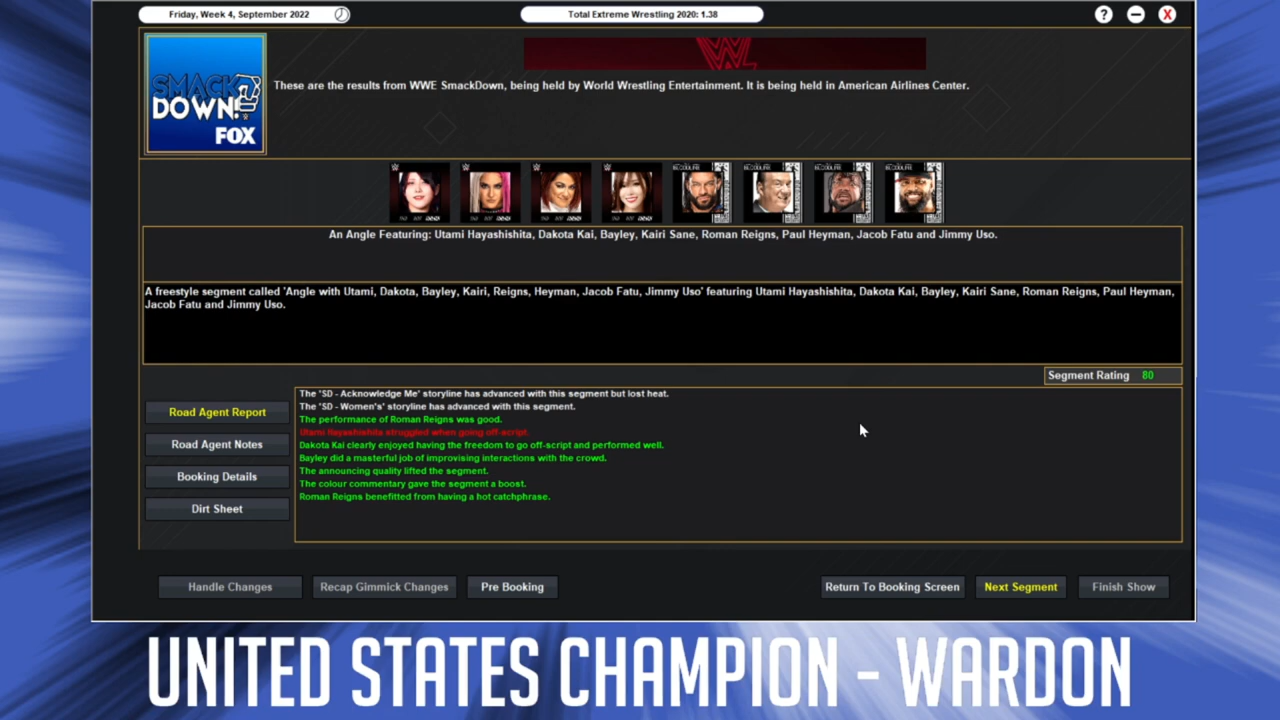 Friday, Week 4, September 2022
Total Extreme Wrestling 2020: 1.38
?
X
SMACK
DOWN!
FOX
These are the results from WWE SmackDown, being held by World Wrestling Entertainment. It is being held in American Airlines Center.
An Angle Featuring: Utami Hayashishita, Dakota Kai, Bayley, Kairi Sane, Roman Reigns, Paul Heyman, Jacob Fatu and Jimmy Uso.
A freestyle segment called 'Angle with Utami, Dakota, Bayley, Kairi, Reigns, Heyman, Jacob Fatu, Jimmy Uso' featuring Utami Hayashishita, Dakota Kai, Bayley, Kairi Sane, Roman Reigns, Paul Heyman,
Jacob Fatu and Jimmy Uso.
Segment Rating 80
Road Agent Report
Road Agent Notes
Booking Details
Dirt Sheet
The 'SD - Acknowledge Me' storyline has advanced with this segment but lost heat.
The 'SD - Women's' storyline has advanced with this segment.
The performance of Roman Reigns was good.
Utami Hayashishita struggled when going off-script.
Dakota Kai clearly enjoyed having the freedom to go off-script and performed well.
Bayley did a masterful job of improvising interactions with the crowd.
The announcing quality lifted the segment.
The colour commentary gave the segment a boost.
Roman Reigns benefitted from having a hot catchphrase.
Handle Changes
Recap Gimmick Changes
Pre Booking
Return To Booking Screen
Next Segment
Finish Show
UNITED STATES CHAMPION - WARDON